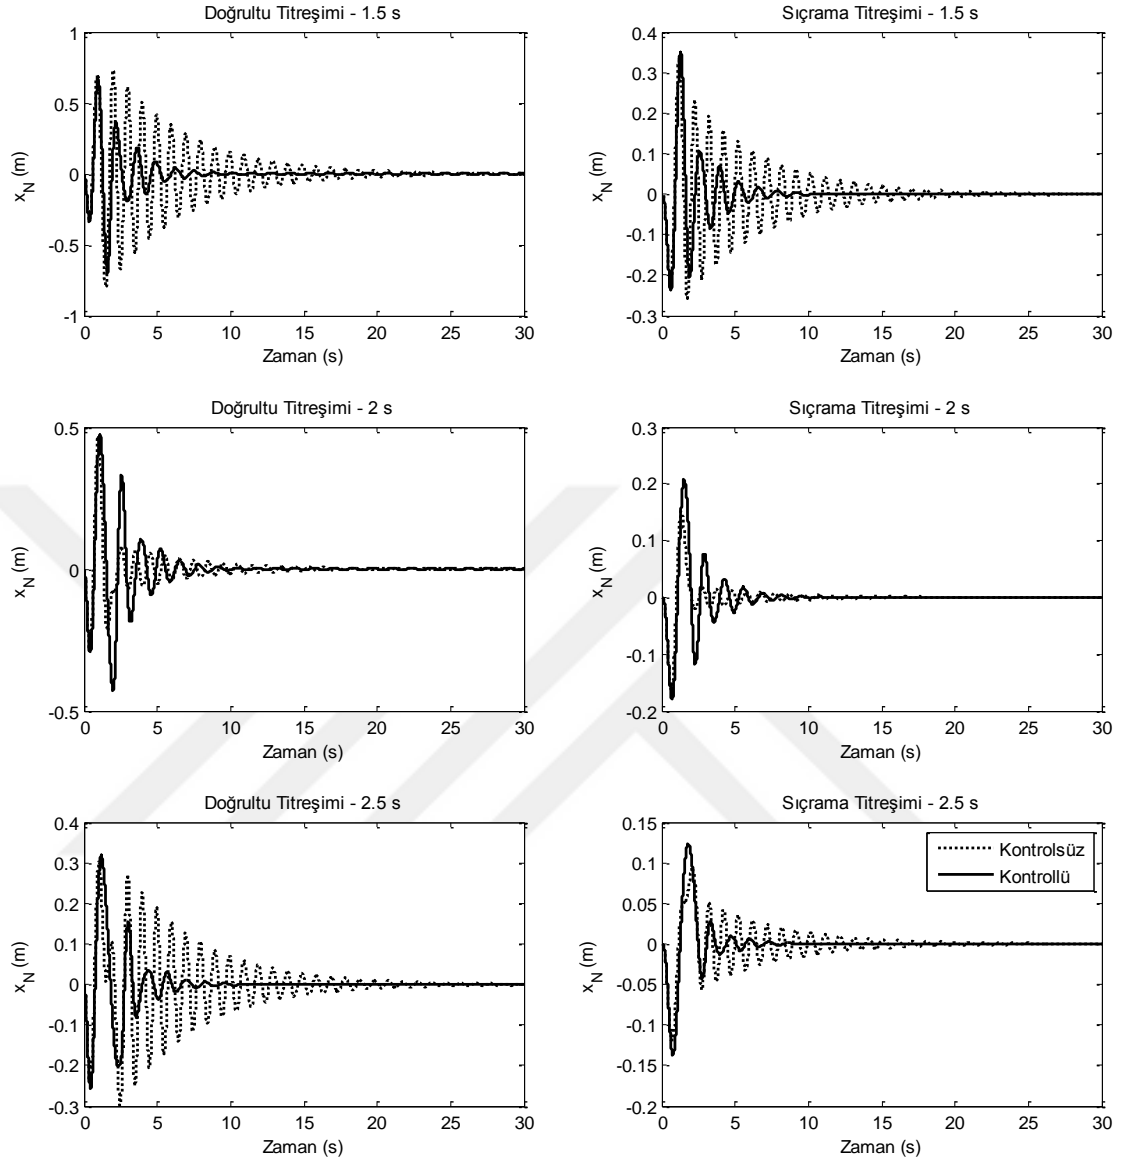 Doğrultu Titreşimi - 1.5 s
1
0.5
0
-0.5
-1
x_N (m)
0 5 10 15 20 25 30
Zaman (s)
Sıçrama Titreşimi - 1.5 s
0.4
0.3
0.2
0.1
0
-0.1
-0.2
-0.3
x_N (m)
0 5 10 15 20 25 30
Zaman (s)
Doğrultu Titreşimi - 2 s
0.5
0
-0.5
x_N (m)
0 5 10 15 20 25 30
Zaman (s)
Sıçrama Titreşimi - 2 s
0.3
0.2
0.1
0
-0.1
-0.2
x_N (m)
0 5 10 15 20 25 30
Zaman (s)
Doğrultu Titreşimi - 2.5 s
0.4
0.3
0.2
0.1
0
-0.1
-0.2
-0.3
x_N (m)
0 5 10 15 20 25 30
Zaman (s)
Sıçrama Titreşimi - 2.5 s
0.15
0.1
0.05
0
-0.05
-0.1
-0.15
-0.2
x_N (m)
0 5 10 15 20 25 30
Zaman (s)
Kontrolsüz
Kontrollü